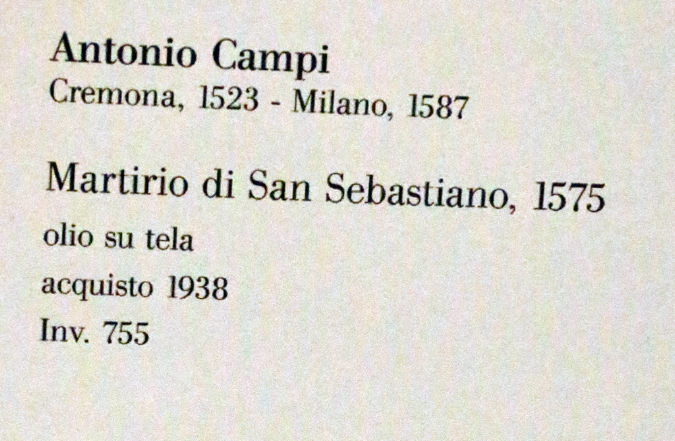 Antonio Campi
Cremona, 1523 - Milano, 1587
Martirio di San Sebastiano, 1575
olio su tela
acquisto 1938
Inv. 755